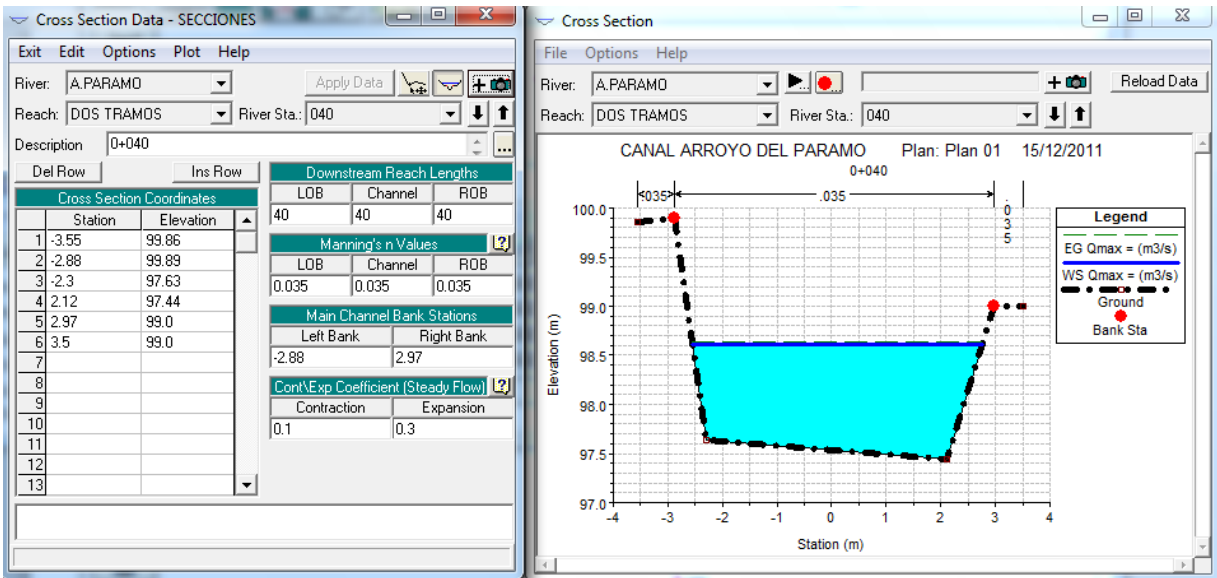 Cross Section Data - SECCIONES
Exit Edit Options Plot Help
River: A.PARAMO Apply Data
Reach: DOS TRAMOS River Sta.: 040
Description 0+040 ...
Del Row Ins Row
Cross Section Coordinates
Station Elevation
1 -3.55 99.86
2 -2.88 99.89
3 -2.3 97.63
4 2.12 97.44
5 2.97 99.0
6 3.5 99.0
7
8
9
10
11
12
13
Downstream Reach Lengths
LOB Channel ROB
40 40 40
Manning's n Values
LOB Channel ROB
0.035 0.035 0.035
Main Channel Bank Stations
Left Bank Right Bank
-2.88 2.97
Cont\Exp Coefficient (Steady Flow)
Contraction Expansion
0.1 0.3
Cross Section
File Options Help
River: A.PARAMO Reload Data
Reach: DOS TRAMOS River Sta.: 040
CANAL ARROYO DEL PARAMO Plan: Plan 01 15/12/2011
0+040
.035 .035 .035
100.0
99.5
99.0
98.5
98.0
97.5
97.0
Elevation (m)
-4 -3 -2 -1 0 1 2 3 4
Station (m)
Legend
EG Qmax = (m3/s)
WS Qmax = (m3/s)
Ground
Bank Sta